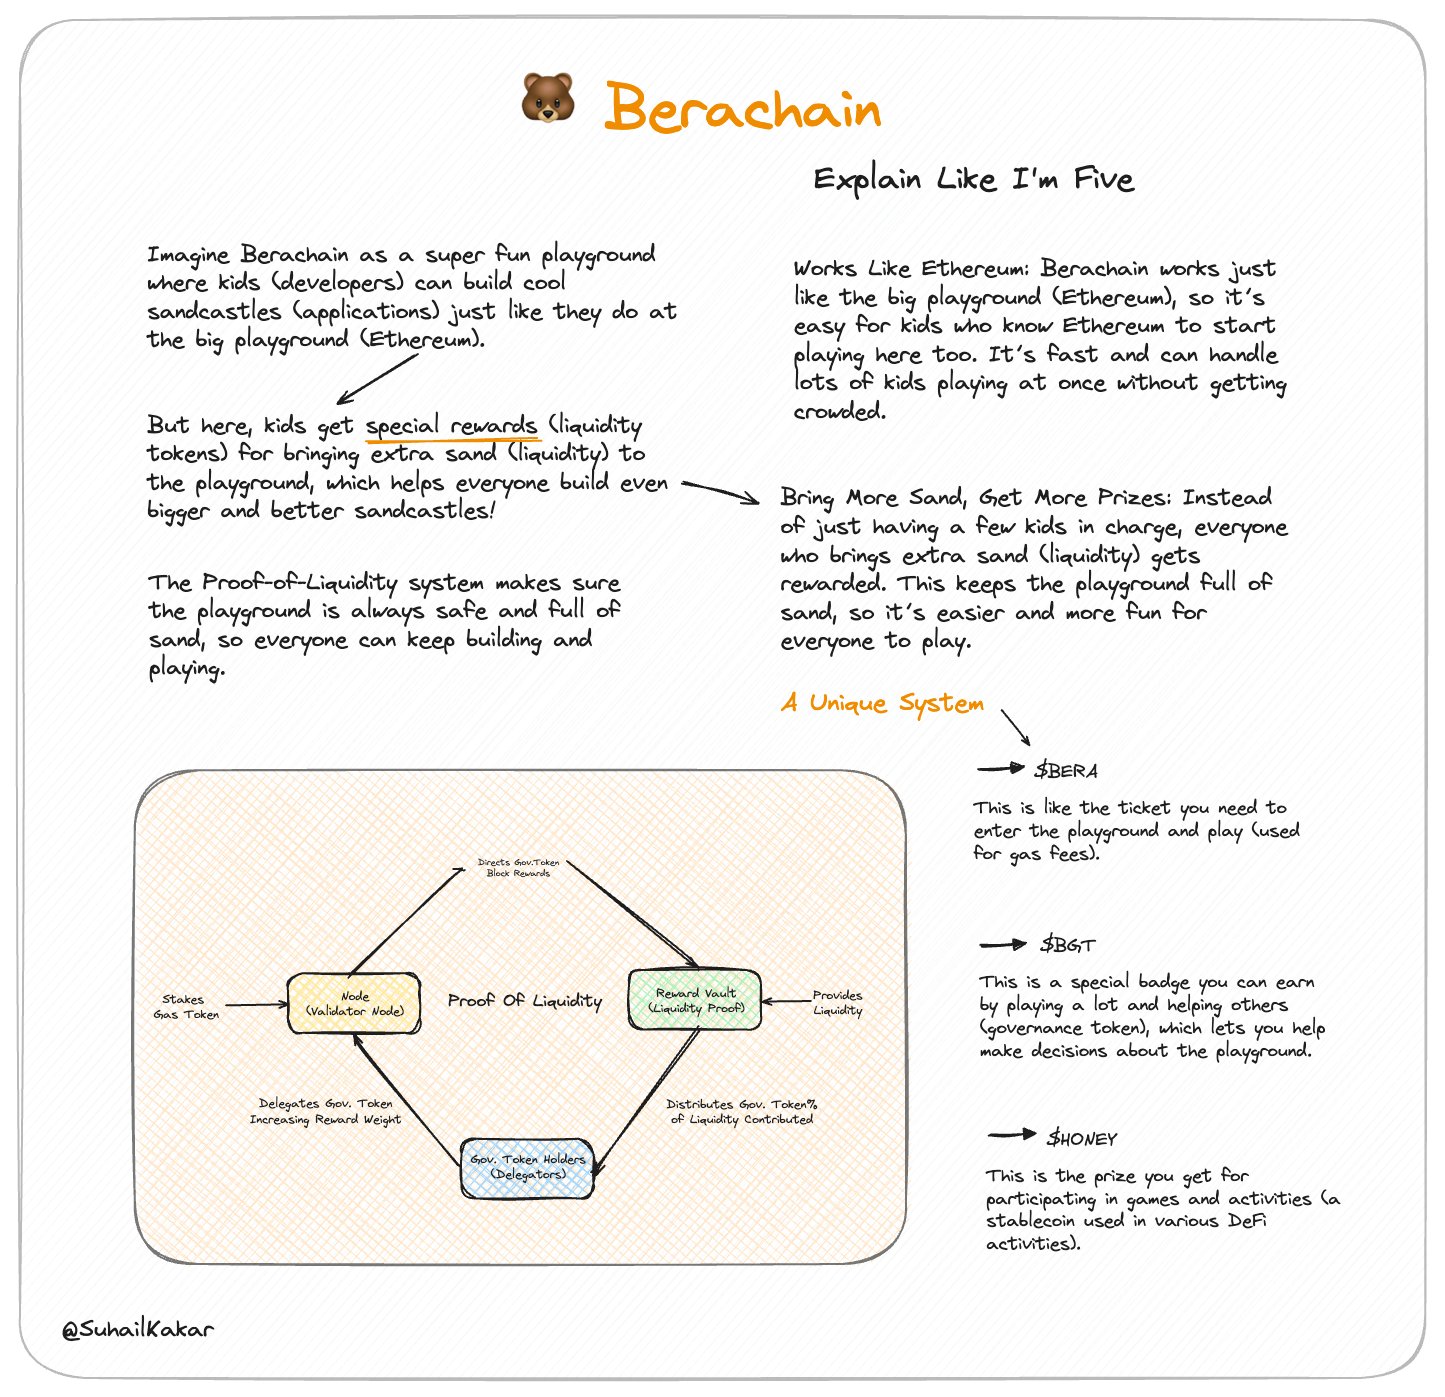 Berachain
Explain Like I'm Five
Imagine Berachain as a super fun playground
where kids (developers) can build cool
sandcastles (applications) just like they do at
the big playground (Ethereum).
But here, kids get special rewards (liquidity
tokens) for bringing extra sand (liquidity) to
the playground, which helps everyone build even
bigger and better sandcastles!
The Proof-of-Liquidity system makes sure
the playground is always safe and full of
sand, so everyone can keep building and
playing.
Works Like Ethereum: Berachain works just
like the big playground (Ethereum), so it's
easy for kids who know Ethereum to start
playing here too. It's fast and can handle
lots of kids playing at once without getting
crowded.
Bring More Sand, Get More Prizes: Instead
of just having a few kids in charge, everyone
who brings extra sand (liquidity) gets
rewarded. This keeps the playground full of
sand, so it's easier and more fun for
everyone to play.
A Unique System
$BERA
This is like the ticket you need to
enter the playground and play (used
for gas fees).
$BGT
This is a special badge you can earn
by playing a lot and helping others
(governance token), which lets you help
make decisions about the playground.
$HONEY
This is the prize you get for
participating in games and activities (a
stablecoin used in various DeFi
activities).
Directs Gov.Token
Block Rewards
Stakes
Gas Token
Node
(Validator Node)
Proof Of Liquidity
Reward Vault
(Liquidity Proof)
Provides
Liquidity
Delegates Gov. Token
Increasing Reward Weight
Distributes Gov. Token%
of Liquidity Contributed
Gov. Token Holders
(Delegators)
@SuhailKakar